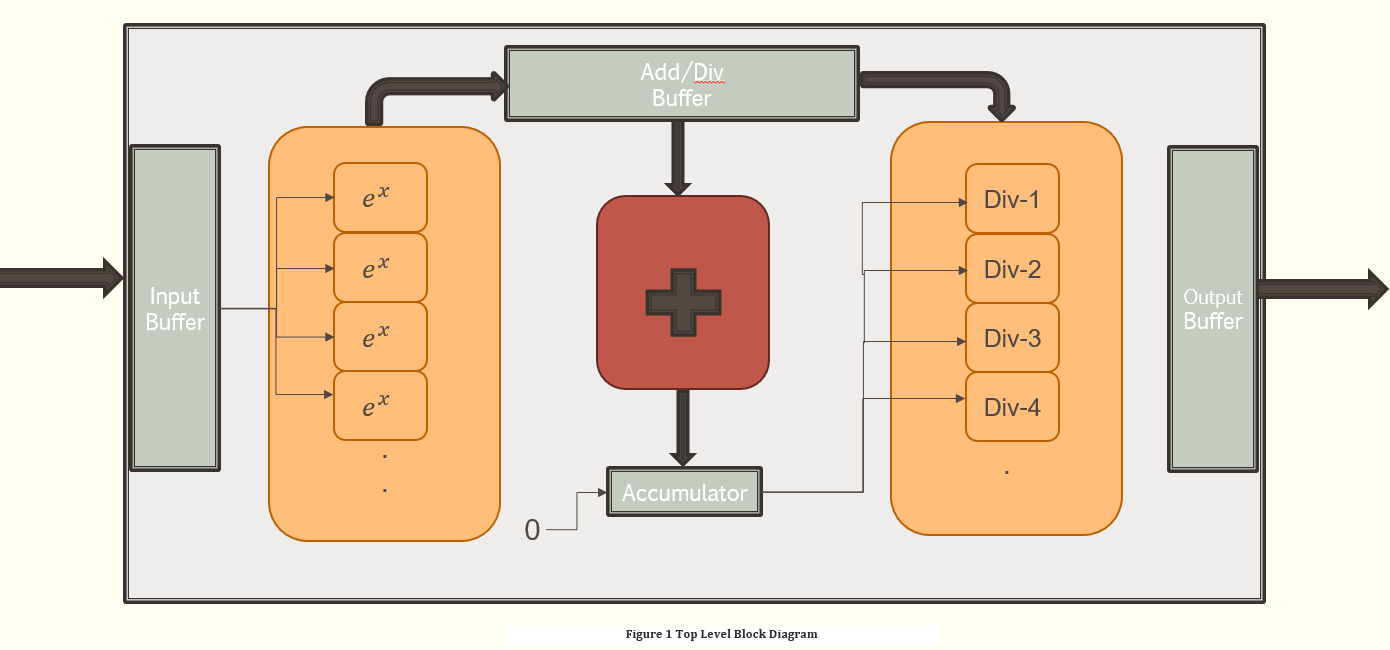 Add/Div
Buffer
Input
Buffer
e^x
e^x
e^x
e^x
.
.
0
Accumulator
Div-1
Div-2
Div-3
Div-4
.
Output
Buffer
Figure 1 Top Level Block Diagram